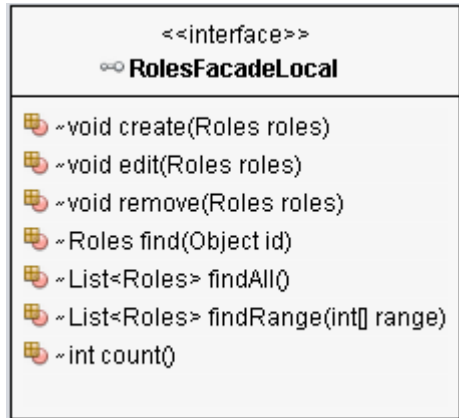 <<interface>>
RolesFacadeLocal
~void create(Roles roles)
~void edit(Roles roles)
~void remove(Roles roles)
~Roles find(Object id)
~List<Roles> findAll()
~List<Roles> findRange(int[] range)
~int count()